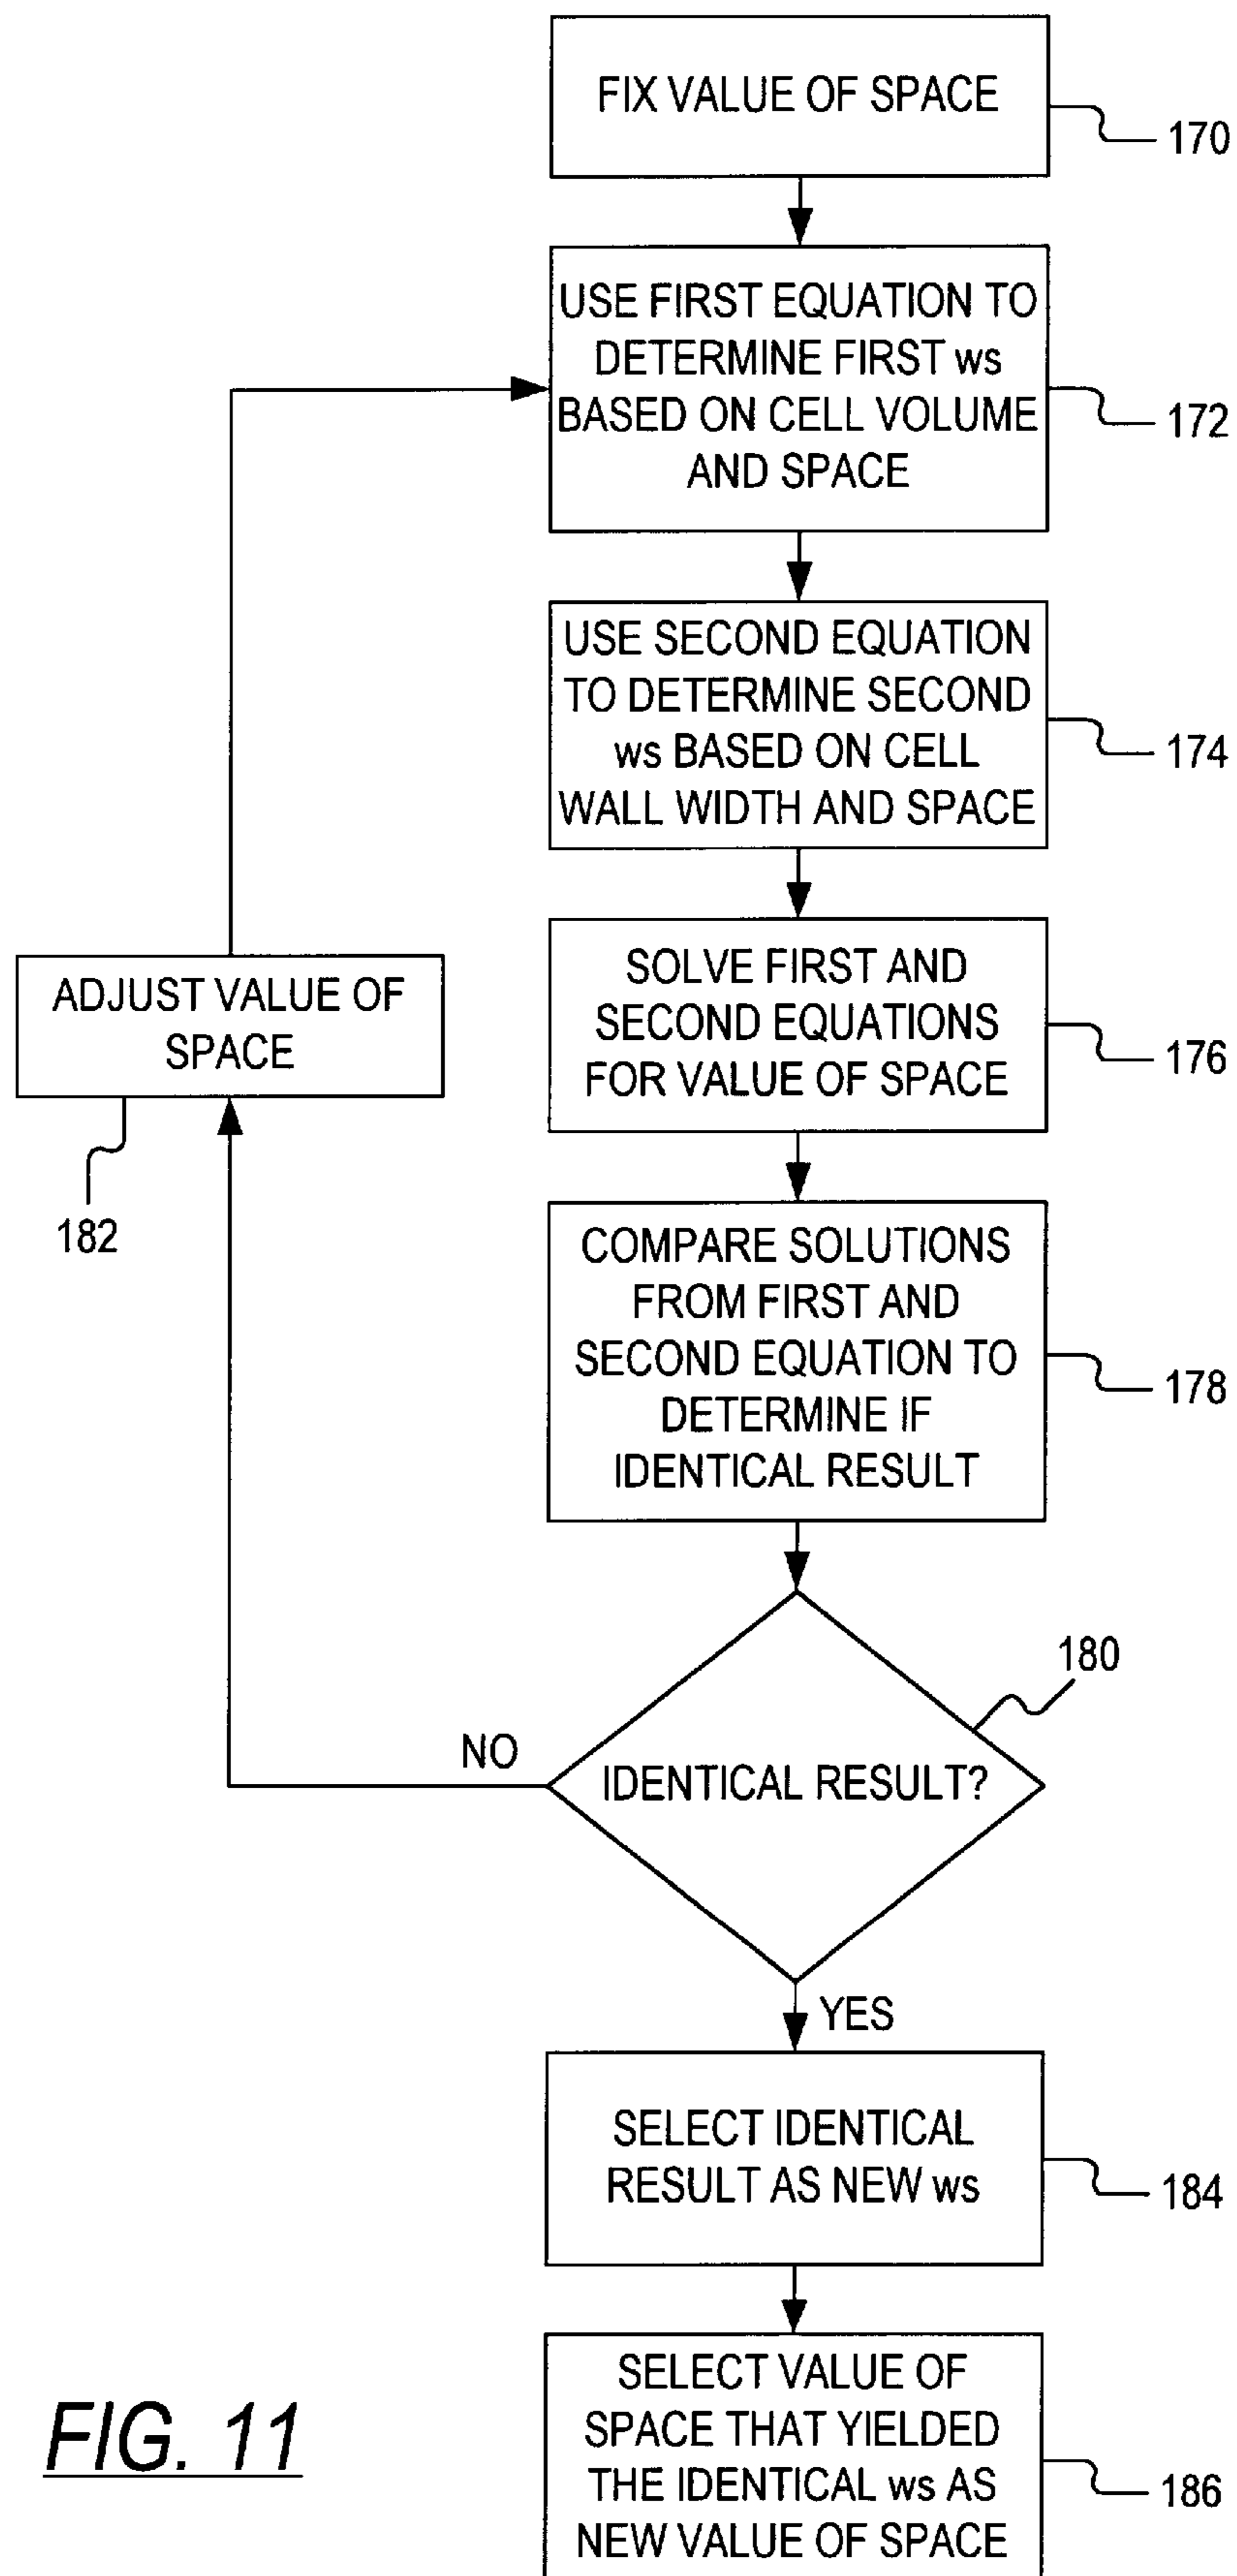 FIX VALUE OF SPACE
170
USE FIRST EQUATION TO
DETERMINE FIRST ws
BASED ON CELL VOLUME
AND SPACE
172
USE SECOND EQUATION
TO DETERMINE SECOND
ws BASED ON CELL
WALL WIDTH AND SPACE
174
SOLVE FIRST AND
SECOND EQUATIONS
FOR VALUE OF SPACE
176
ADJUST VALUE OF
SPACE
182
COMPARE SOLUTIONS
FROM FIRST AND
SECOND EQUATION TO
DETERMINE IF
IDENTICAL RESULT
178
180
NO
IDENTICAL RESULT?
YES
SELECT IDENTICAL
RESULT AS NEW ws
184
SELECT VALUE OF
SPACE THAT YIELDED
THE IDENTICAL ws AS
NEW VALUE OF SPACE
186
FIG. 11